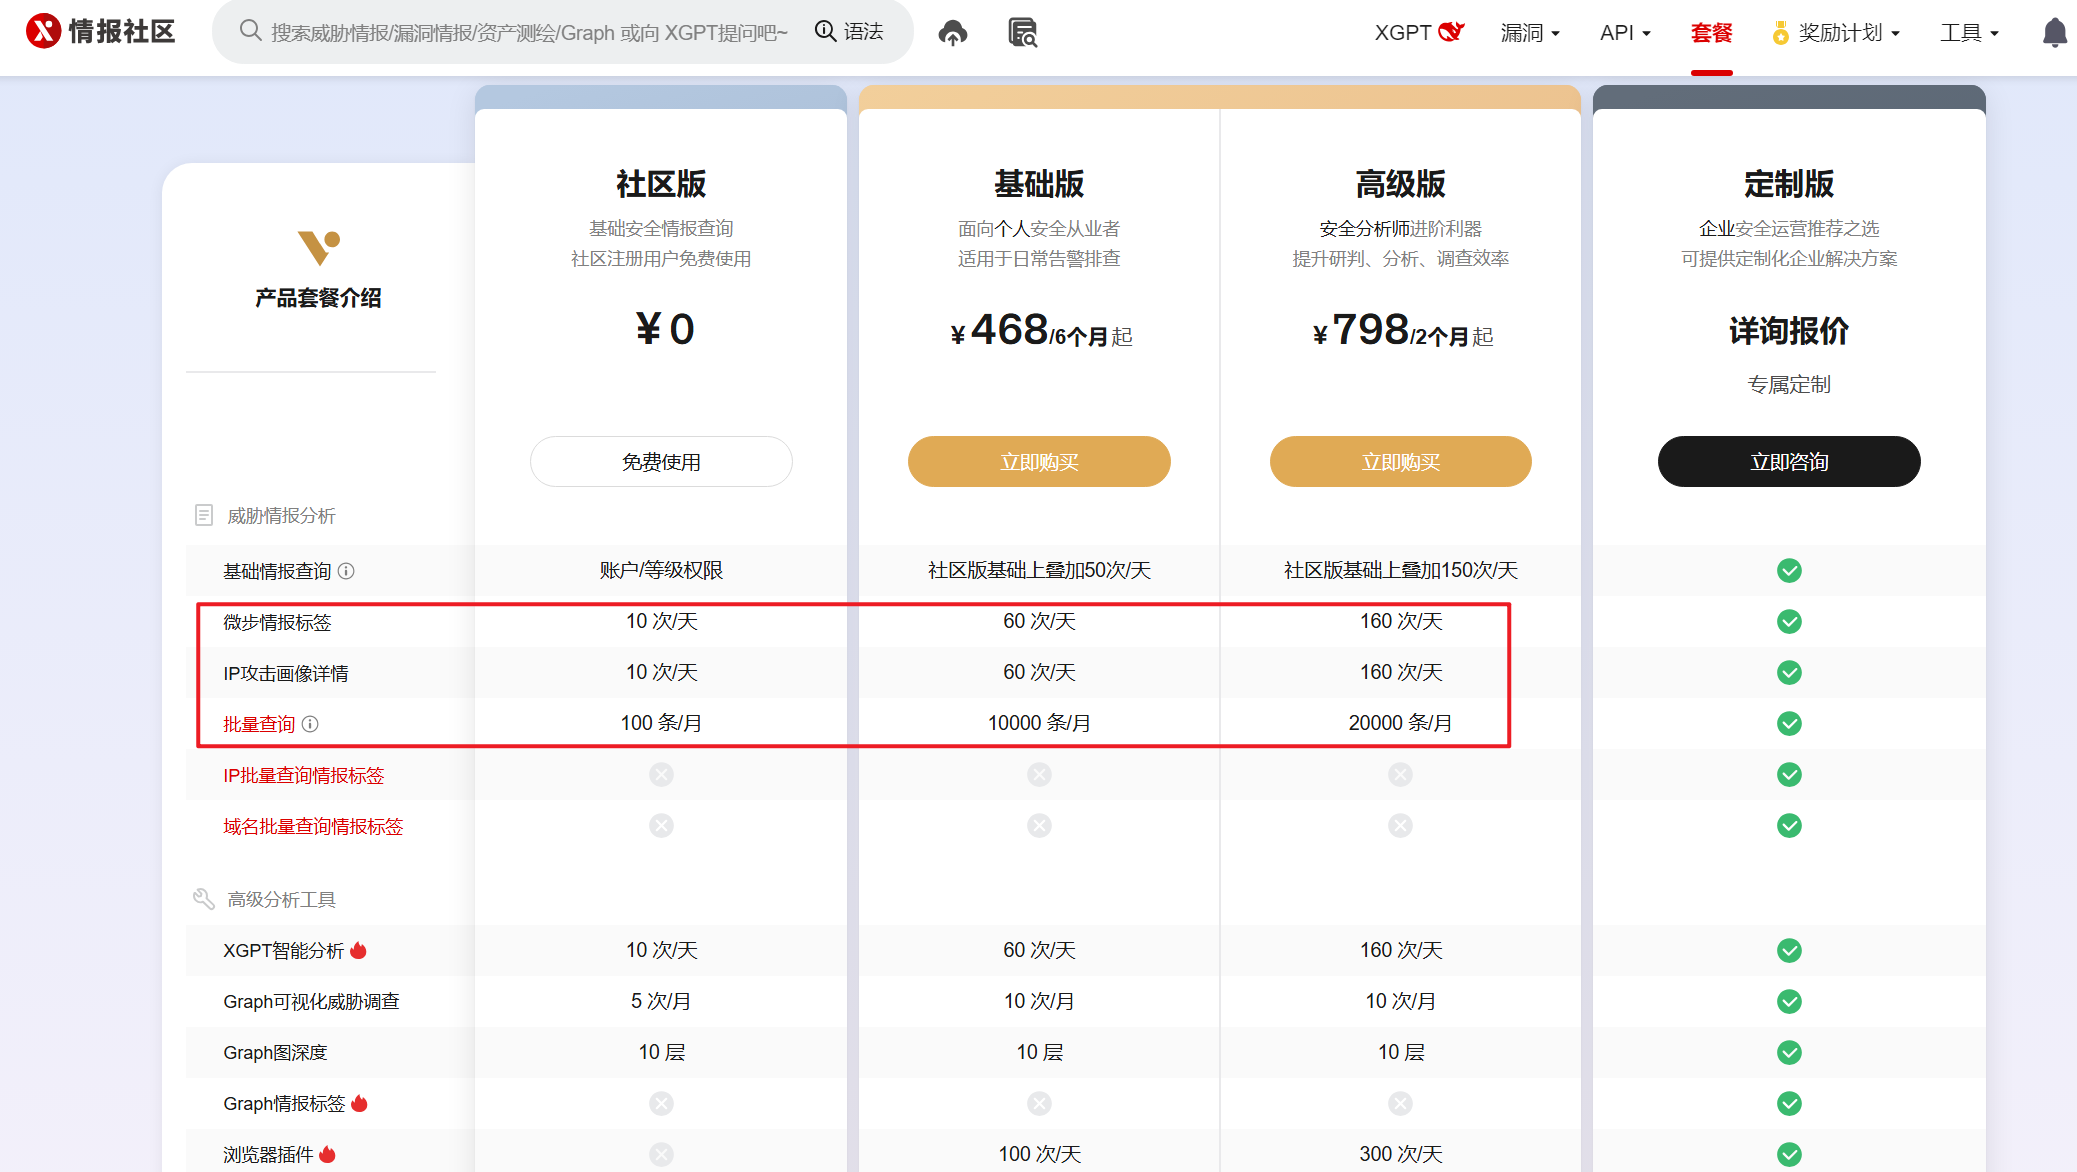 情报社区
搜索威胁情报/漏洞情报/资产测绘/Graph 或向 XGPT提问吧~
语法
XGPT
漏洞
API
套餐
奖励计划
工具
产品套餐介绍
社区版
基础安全情报查询
社区注册用户免费使用
¥0
免费使用
基础版
面向个人安全从业者
适用于日常告警排查
¥468/6个月起
立即购买
高级版
安全分析师进阶利器
提升研判、分析、调查效率
¥798/2个月起
立即购买
定制版
企业安全运营推荐之选
可提供定制化企业解决方案
详询报价
专属定制
立即咨询
威胁情报分析
基础情报查询 账户/等级权限 社区版基础上叠加50次/天 社区版基础上叠加150次/天
微步情报标签 10 次/天 60 次/天 160 次/天
IP攻击画像详情 10 次/天 60 次/天 160 次/天
批量查询 100 条/月 10000 条/月 20000 条/月
IP批量查询情报标签
域名批量查询情报标签
高级分析工具
XGPT智能分析 10 次/天 60 次/天 160 次/天
Graph可视化威胁调查 5 次/月 10 次/月 10 次/月
Graph图深度 10 层 10 层 10 层
Graph情报标签
浏览器插件 100 次/天 300 次/天